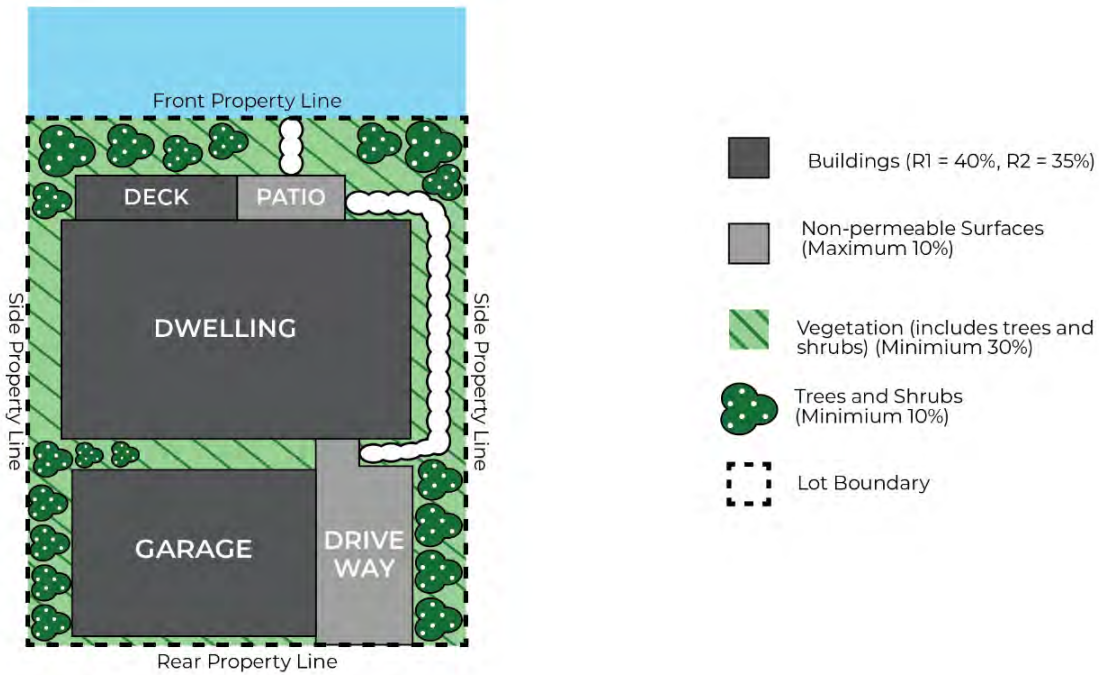 Front Property Line
DECK
PATIO
Side Property Line
DWELLING
Side Property Line
GARAGE
DRIVE
WAY
Rear Property Line
Buildings (R1 = 40%, R2 = 35%)
Non-permeable Surfaces
(Maximum 10%)
Vegetation (includes trees and
shrubs) (Minimium 30%)
Trees and Shrubs
(Minimium 10%)
Lot Boundary